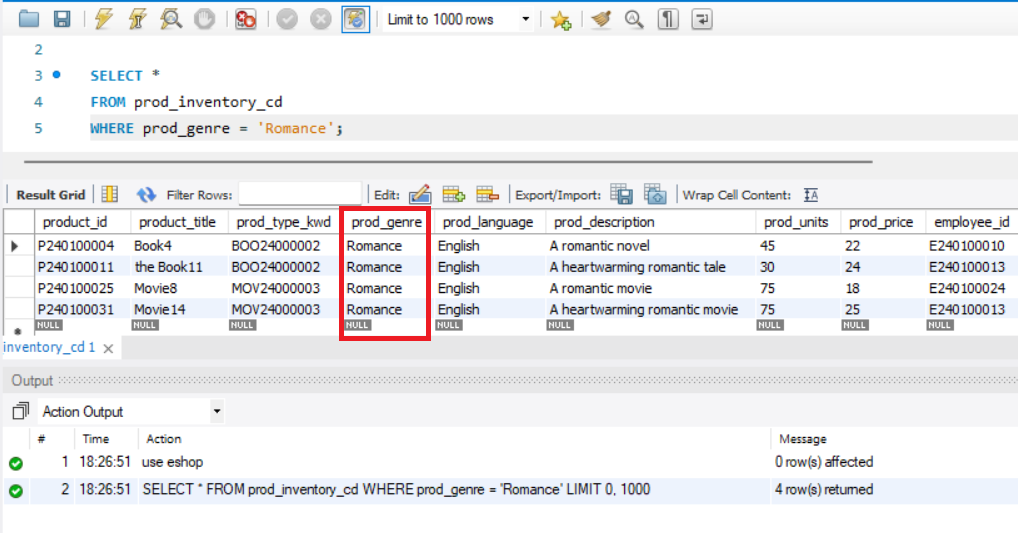 Limit to 1000 rows
2
3 SELECT *
4 FROM prod_inventory_cd
5 WHERE prod_genre = 'Romance';
Result Grid Filter Rows: Edit: Export/Import: Wrap Cell Content:
product_id product_title prod_type_kwd prod_genre prod_language prod_description prod_units prod_price employee_id
P240100004 Book4 BOO24000002 Romance English A romantic novel 45 22 E240100010
P240100011 the Book11 BOO24000002 Romance English A heartwarming romantic tale 30 24 E240100013
P240100025 Movie8 MOV24000003 Romance English A romantic movie 75 18 E240100024
P240100031 Movie14 MOV24000003 Romance English A heartwarming romantic movie 75 25 E240100013
NULL NULL NULL NULL NULL NULL NULL NULL NULL
inventory_cd 1
Output
Action Output
# Time Action Message
1 18:26:51 use eshop 0 row(s) affected
2 18:26:51 SELECT * FROM prod_inventory_cd WHERE prod_genre = 'Romance' LIMIT 0, 1000 4 row(s) returned